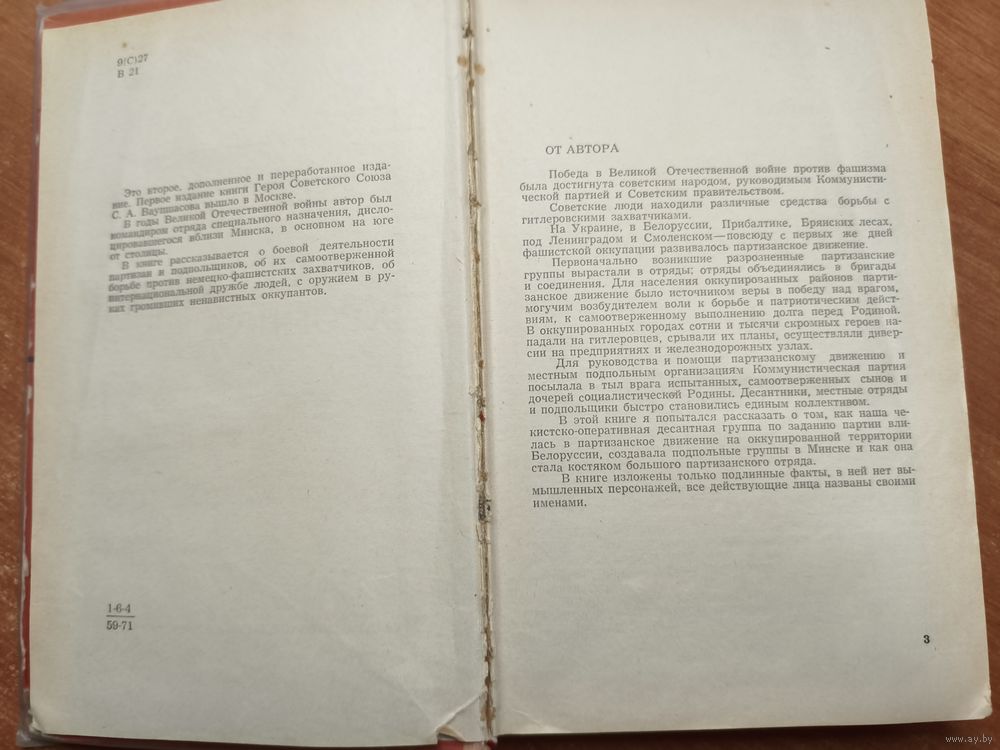 9(С)27
В 21
Это второе, дополненное и переработанное изда-
ние. Первое издание книги Героя Советского Союза
С. А. Ваупшасова вышло в Москве.
В годы Великой Отечественной войны автор был
командиром отряда специального назначения, дисло-
цировавшегося вблизи Минска, в основном на юге
от столицы.
В книге рассказывается о боевой деятельности
партизан и подпольщиков, об их самоотверженной
борьбе против немецко-фашистских захватчиков, об
интернациональной дружбе людей, с оружием в ру-
ках громивших ненавистных оккупантов.
1-6-4
59-71
ОТ АВТОРА
Победа в Великой Отечественной войне против фашизма
была достигнута советским народом, руководимым Коммунисти-
ческой партией и Советским правительством.
Советские люди находили различные средства борьбы с
гитлеровскими захватчиками.
На Украине, в Белоруссии, Прибалтике, Брянских лесах,
под Ленинградом и Смоленском—повсюду с первых же дней
фашистской оккупации развивалось партизанское движение.
Первоначально возникшие разрозненные партизанские
группы вырастали в отряды; отряды объединялись в бригады
и соединения. Для населения оккупированных районов парти-
занское движение было источником веры в победу над врагом,
могучим возбудителем воли к борьбе и патриотическим дейст-
виям, к самоотверженному выполнению долга перед Родиной.
В оккупированных городах сотни и тысячи скромных героев на-
падали на гитлеровцев, срывали их планы, осуществляли дивер-
сии на предприятиях и железнодорожных узлах.
Для руководства и помощи партизанскому движению и
местным подпольным организациям Коммунистическая партия
посылала в тыл врага испытанных, самоотверженных сынов и
дочерей социалистической Родины. Десантники, местные отряды
и подпольщики быстро становились единым коллективом.
В этой книге я попытался рассказать о том, как наша че-
кистско-оперативная десантная группа по заданию партии вли-
лась в партизанское движение на оккупированной территории
Белоруссии, создавала подпольные группы в Минске и как она
стала костяком большого партизанского отряда.
В книге изложены только подлинные факты, в ней нет вы-
мышленных персонажей, все действующие лица названы своими
именами.
3
www.ay.by